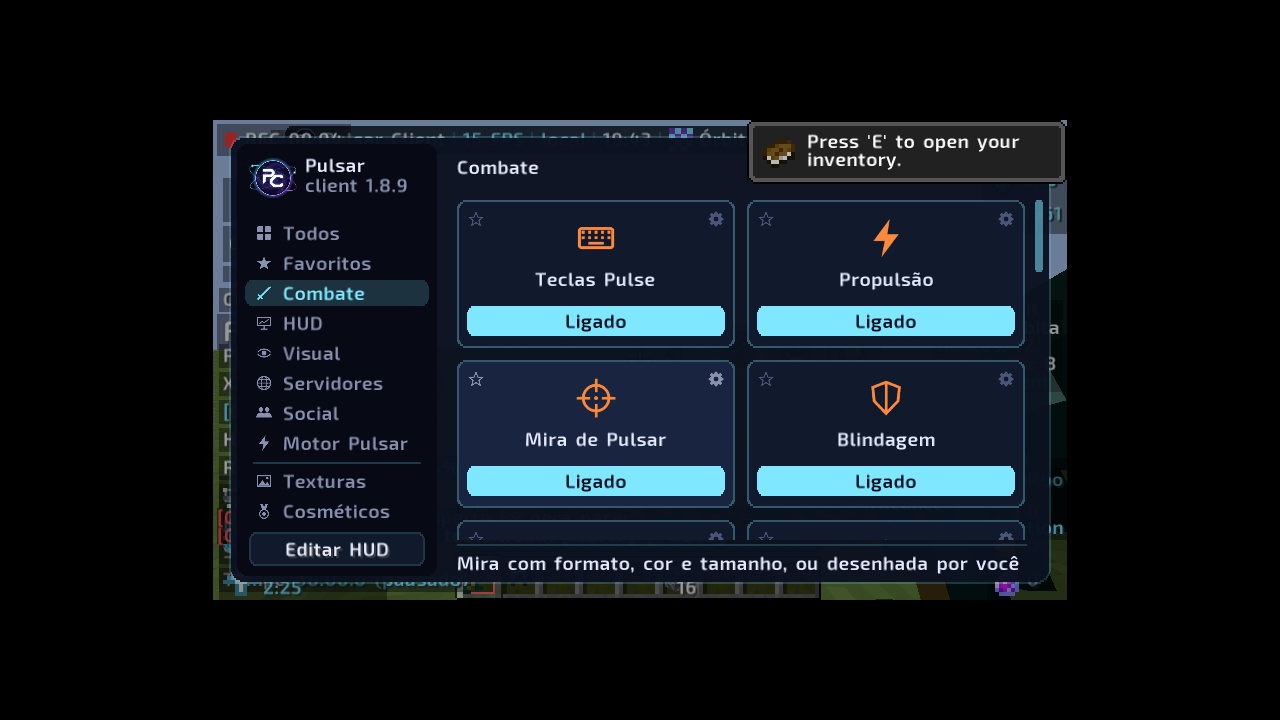 Press 'E' to open your
inventory.
Pulsar
client 1.8.9
Combate
Todos
Favoritos
Combate
HUD
Visual
Servidores
Social
Motor Pulsar
Texturas
Cosméticos
Editar HUD
Teclas Pulse
Ligado
Propulsão
Ligado
Mira de Pulsar
Ligado
Blindagem
Ligado
Mira com formato, cor e tamanho, ou desenhada por você
2:25
16